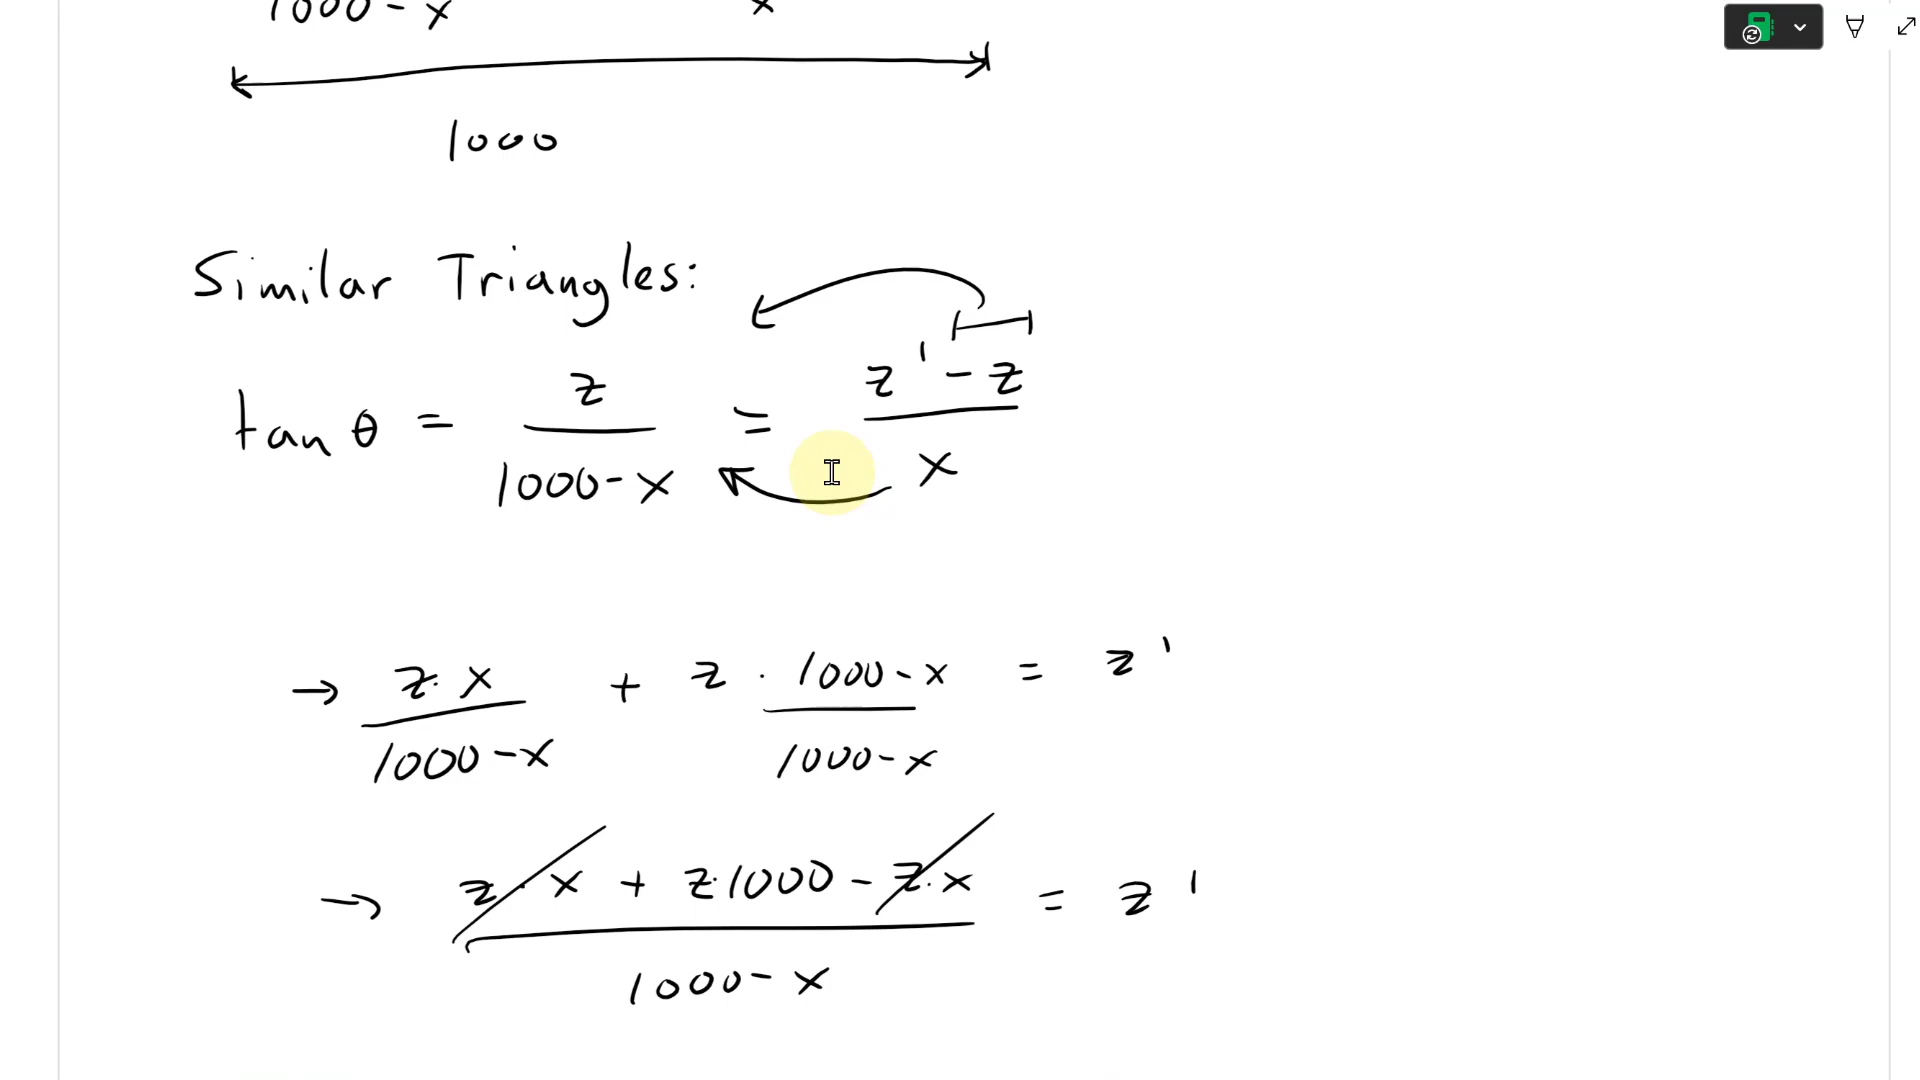 1000 - x x
1000
Similar Triangles:
tan θ = z / (1000 - x) = (z' - z) / x
→ z · x / (1000 - x) + z · (1000 - x) / (1000 - x) = z'
→ (z · x + z · 1000 - z · x) / (1000 - x) = z'